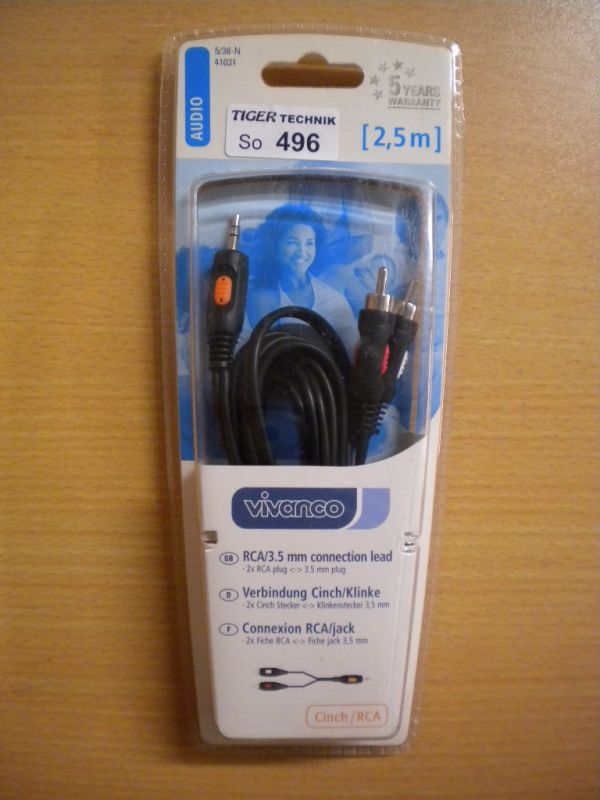 5/38-N
41031
AUDIO
5 YEARS
WARRANTY
TIGER TECHNIK
So 496
[2,5m]
vivanco
GB RCA/3.5 mm connection lead
- 2x RCA plug <-> 3.5 mm plug
D Verbindung Cinch/Klinke
- 2x Cinch Stecker <-> Klinkenstecker 3,5 mm
F Connexion RCA/jack
- 2x Fiche RCA <-> Fiche jack 3,5 mm
Cinch/RCA